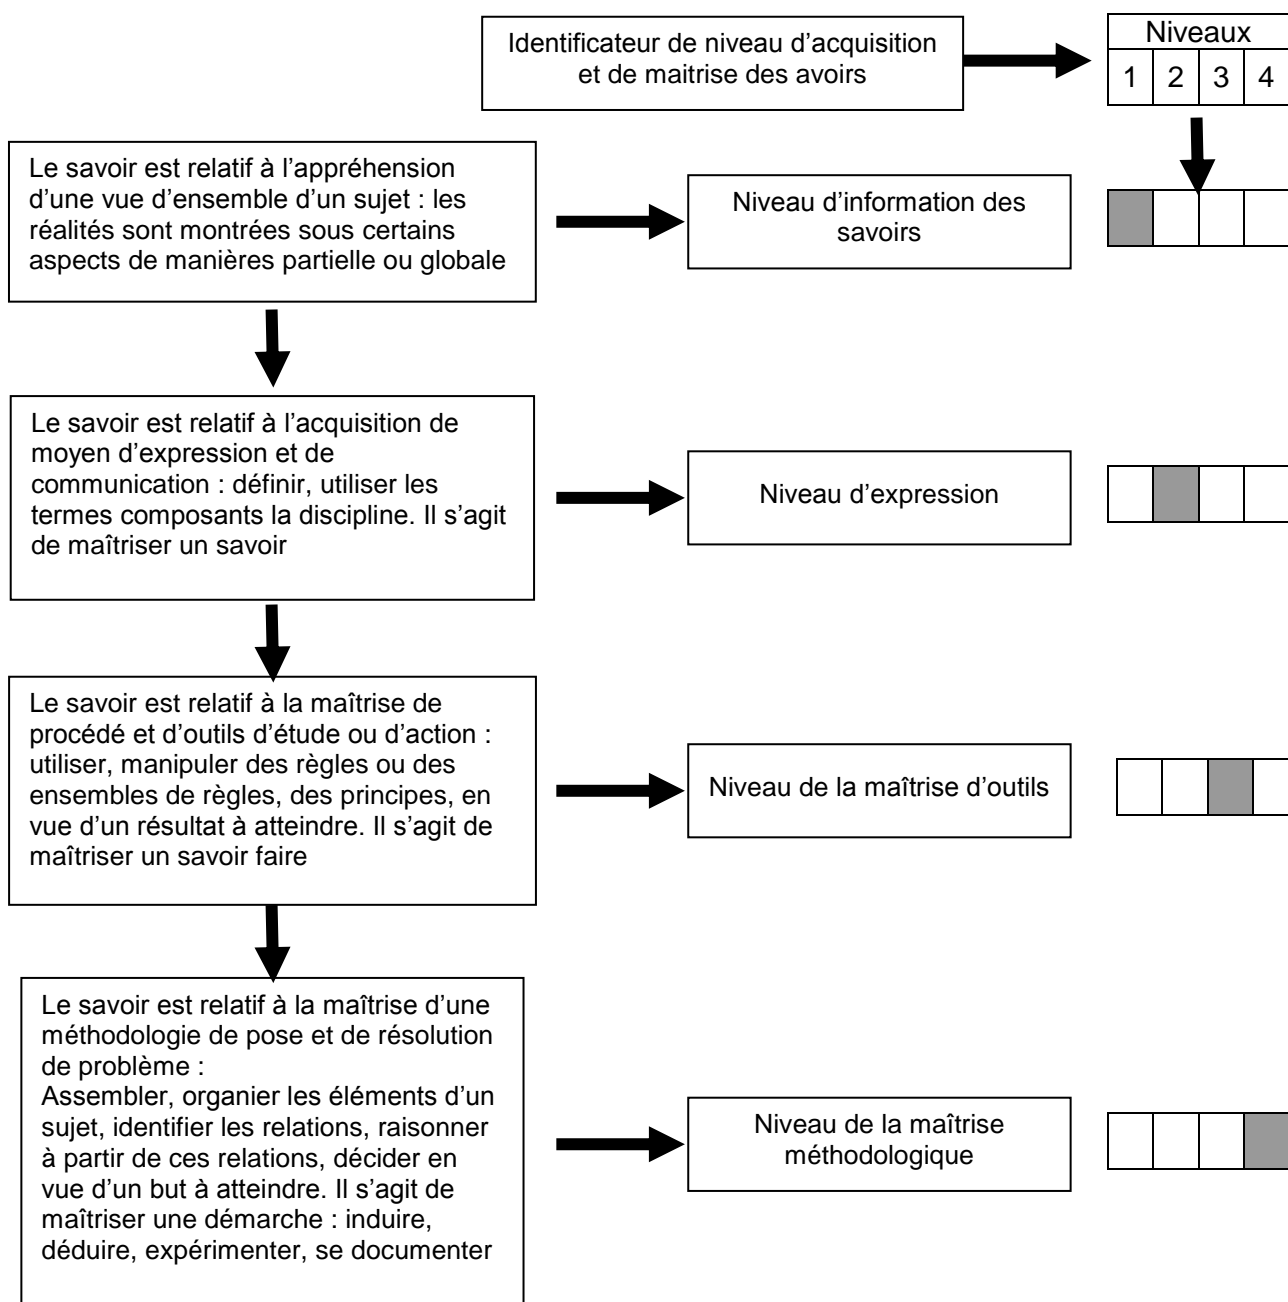 Identificateur de niveau d’acquisition
et de maitrise des avoirs
Niveaux
1 2 3 4
Le savoir est relatif à l’appréhension
d’une vue d’ensemble d’un sujet : les
réalités sont montrées sous certains
aspects de manières partielle ou globale
Niveau d’information des
savoirs
Le savoir est relatif à l’acquisition de
moyen d’expression et de
communication : définir, utiliser les
termes composants la discipline. Il s’agit
de maîtriser un savoir
Niveau d’expression
Le savoir est relatif à la maîtrise de
procédé et d’outils d’étude ou d’action :
utiliser, manipuler des règles ou des
ensembles de règles, des principes, en
vue d’un résultat à atteindre. Il s’agit de
maîtriser un savoir faire
Niveau de la maîtrise d’outils
Le savoir est relatif à la maîtrise d’une
méthodologie de pose et de résolution
de problème :
Assembler, organier les éléments d’un
sujet, identifier les relations, raisonner
à partir de ces relations, décider en
vue d’un but à atteindre. Il s’agit de
maîtriser une démarche : induire,
déduire, expérimenter, se documenter
Niveau de la maîtrise
méthodologique